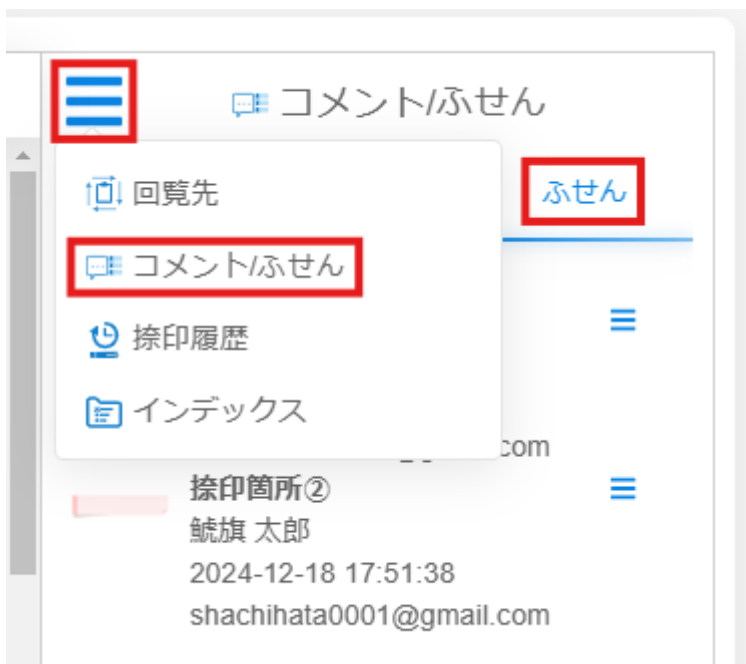 コメント/ふせん
回覧先
ふせん
コメント/ふせん
捺印履歴
インデックス
com
捺印箇所②
鯱旗 太郎
2024-12-18 17:51:38
shachihata0001@gmail.com